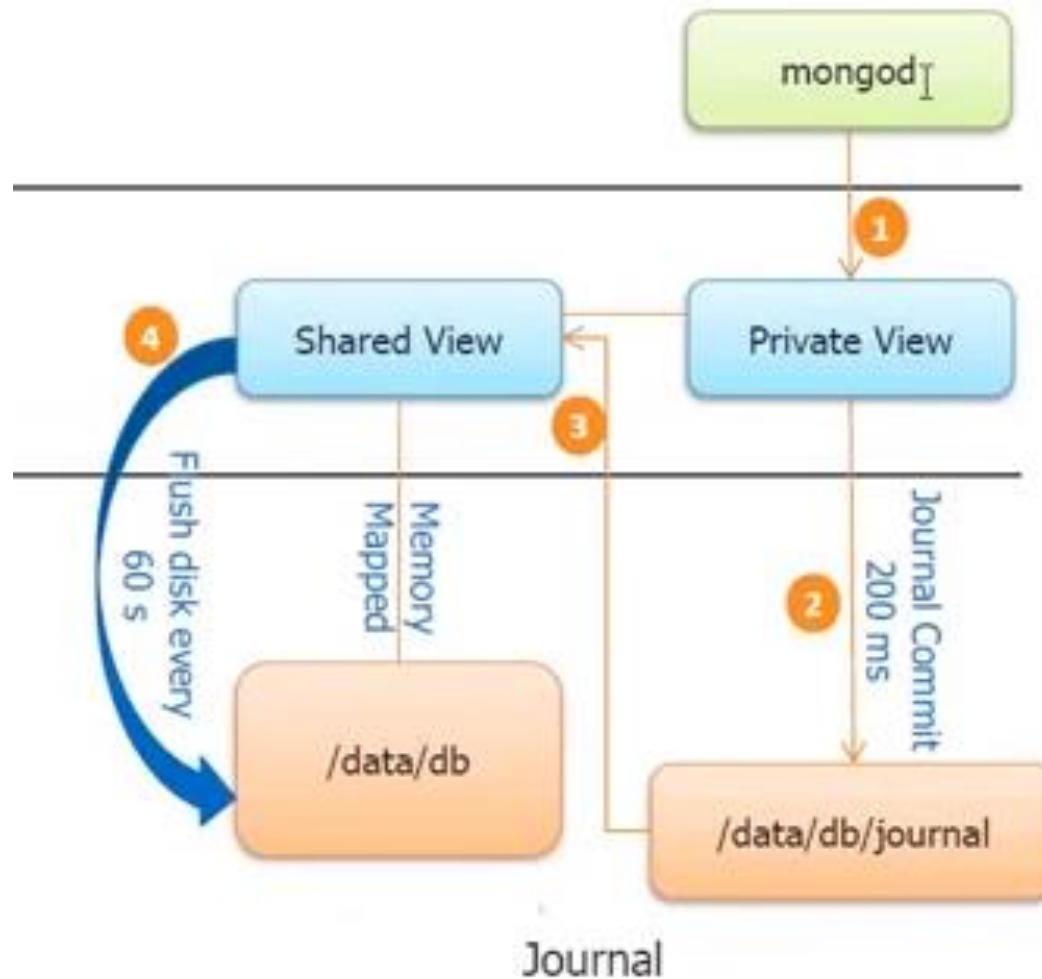 mongod
1
4
Shared View
Private View
3
Flush disk every
60 s
Memory
Mapped
2
Journal Commit
200 ms
/data/db
/data/db/journal
Journal